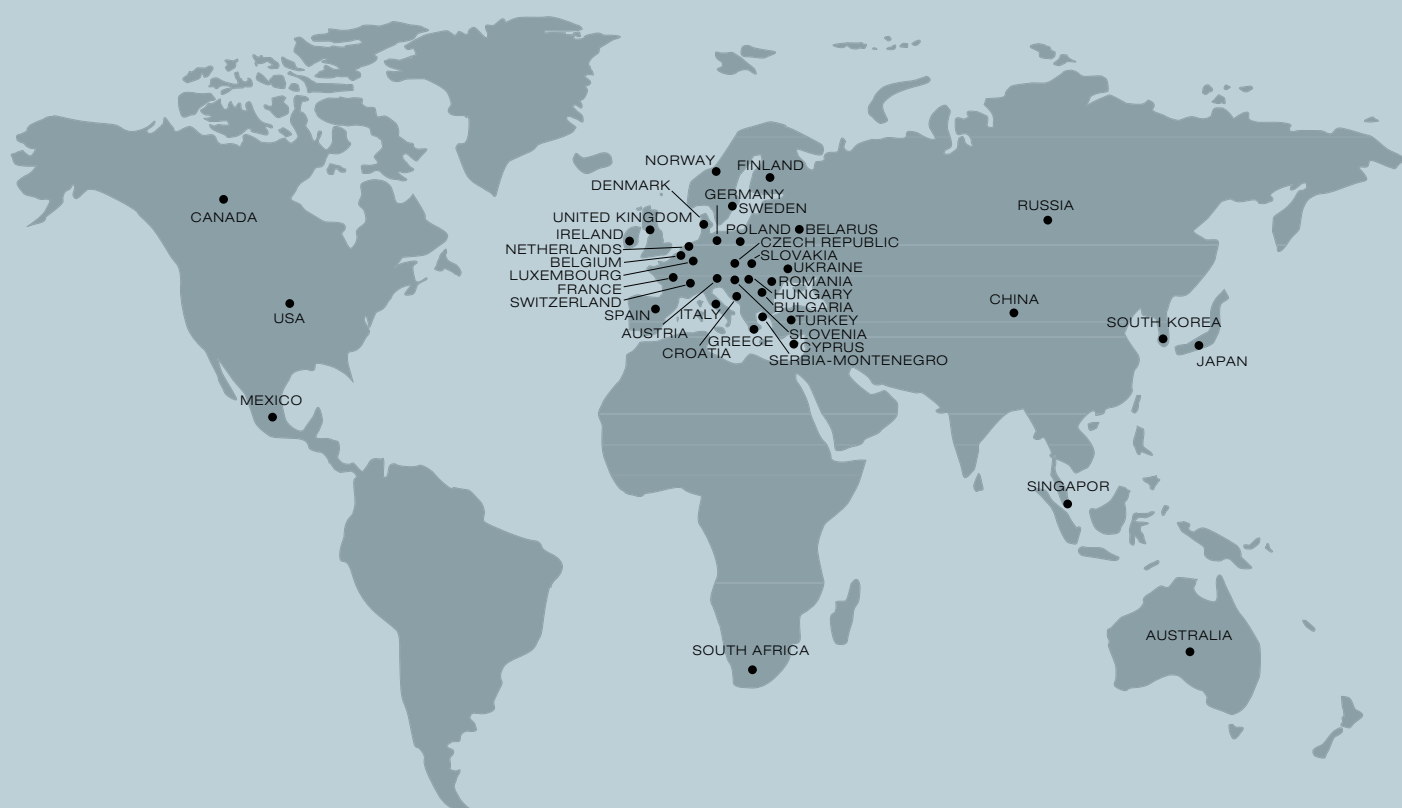 NORWAY
FINLAND
DENMARK
GERMANY
CANADA
RUSSIA
SWEDEN
UNITED KINGDOM
IRELAND
POLAND
BELARUS
NETHERLANDS
CZECH REPUBLIC
BELGIUM
SLOVAKIA
LUXEMBOURG
UKRAINE
FRANCE
ROMANIA
SWITZERLAND
HUNGARY
CHINA
BULGARIA
USA
SPAIN
ITALY
TURKEY
SOUTH KOREA
AUSTRIA
SLOVENIA
GREECE
CYPRUS
CROATIA
SERBIA-MONTENEGRO
JAPAN
MEXICO
SINGAPOR
AUSTRALIA
SOUTH AFRICA